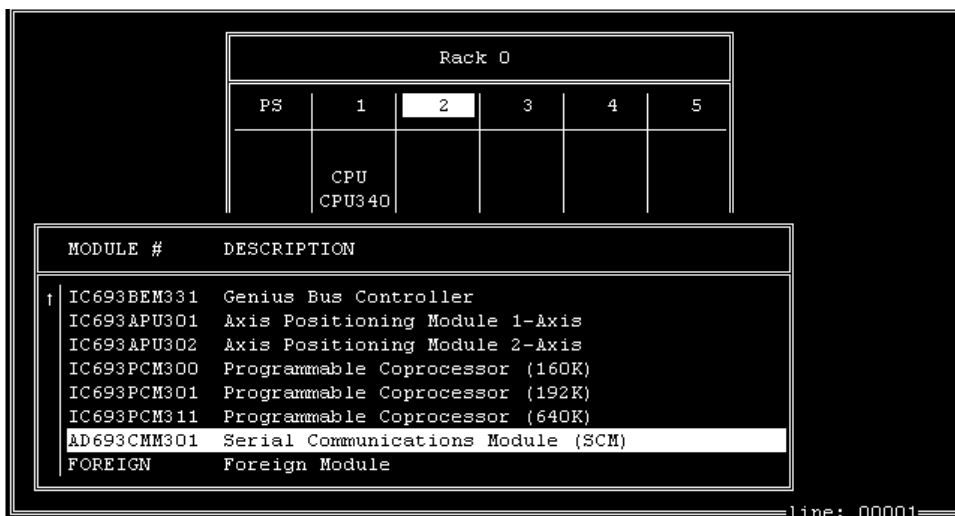 Rack 0
PS 1 2 3 4 5
CPU
CPU340
MODULE # DESCRIPTION
↑ IC693BEM331 Genius Bus Controller
IC693APU301 Axis Positioning Module 1-Axis
IC693APU302 Axis Positioning Module 2-Axis
IC693PCM300 Programmable Coprocessor (160K)
IC693PCM301 Programmable Coprocessor (192K)
IC693PCM311 Programmable Coprocessor (640K)
AD693CMM301 Serial Communications Module (SCM)
FOREIGN Foreign Module
line: 00001